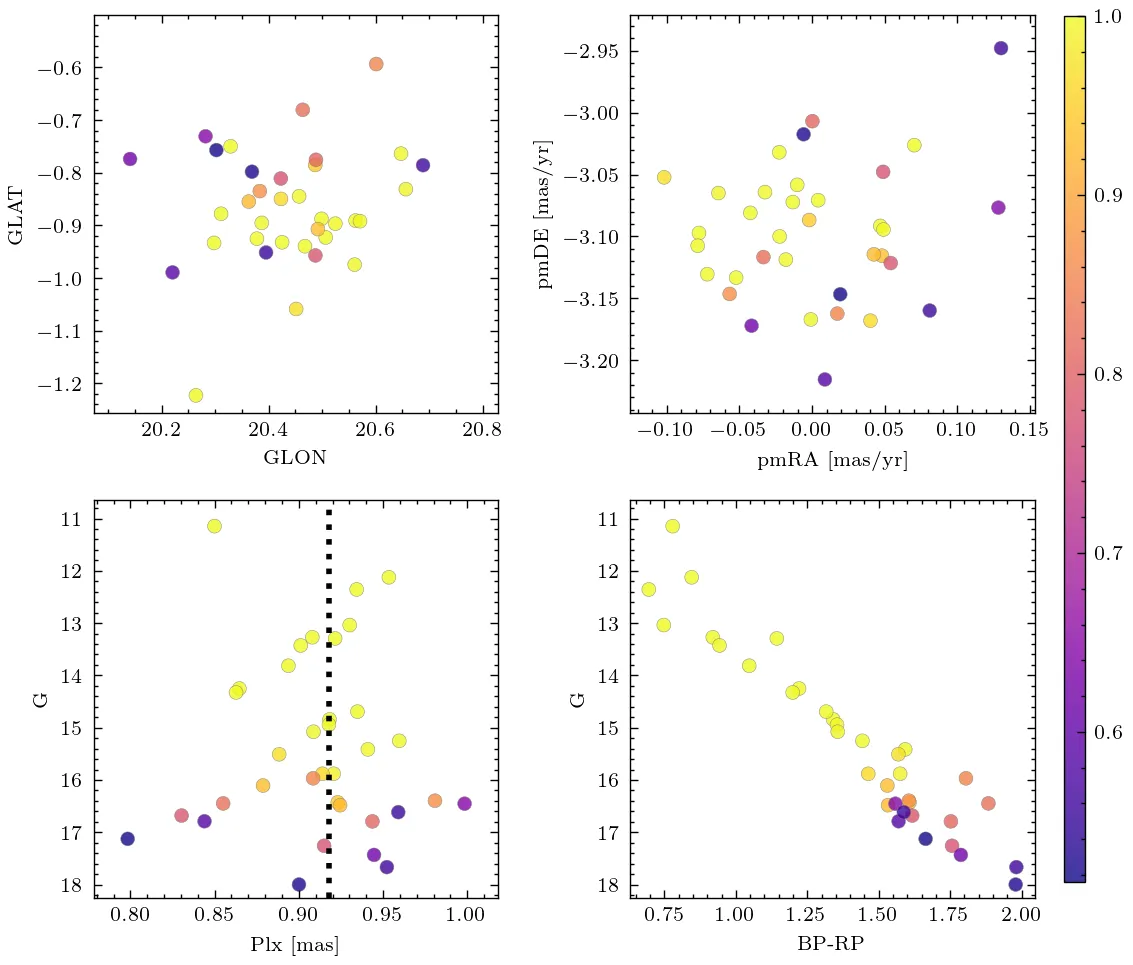 −0.6
−0.7
−0.8
−0.9
−1.0
−1.1
−1.2
GLAT
20.2 20.4 20.6 20.8
GLON
−2.95
−3.00
−3.05
−3.10
−3.15
−3.20
pmDE [mas/yr]
−0.10 −0.05 0.00 0.05 0.10 0.15
pmRA [mas/yr]
1.0
0.9
0.8
0.7
0.6
11
12
13
14
15
16
17
18
G
0.80 0.85 0.90 0.95 1.00
Plx [mas]
11
12
13
14
15
16
17
18
G
0.75 1.00 1.25 1.50 1.75 2.00
BP-RP